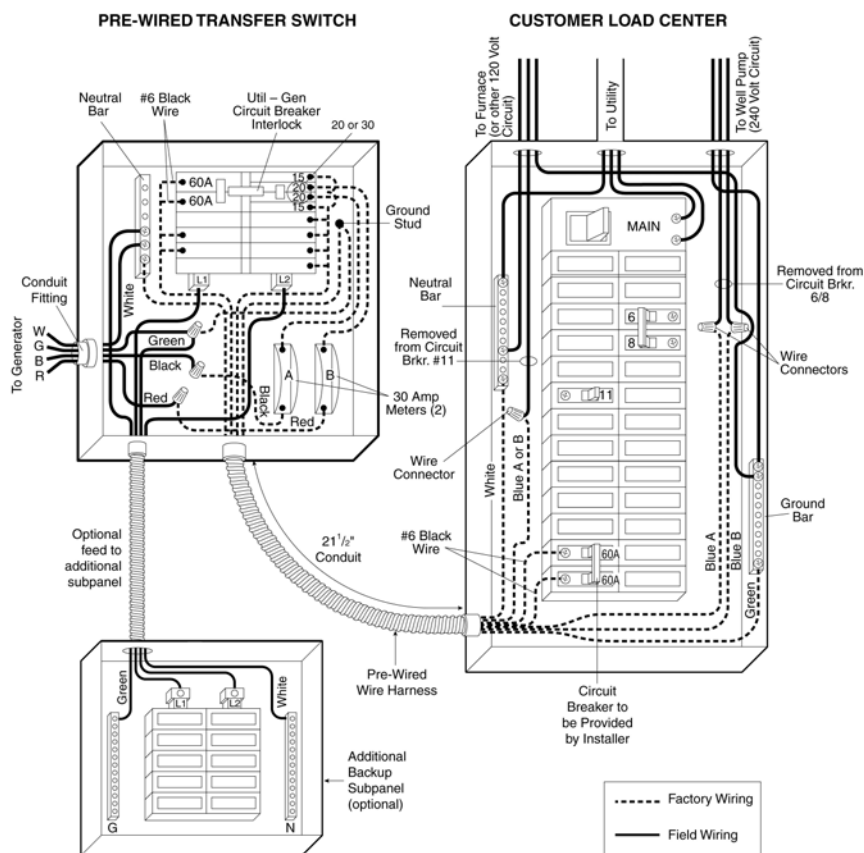 PRE-WIRED TRANSFER SWITCH
CUSTOMER LOAD CENTER
Neutral
Bar
#6 Black
Wire
Util – Gen
Circuit Breaker
Interlock
20 or 30
60A
60A
15
20
20
15
Ground
Stud
L1
L2
Conduit
Fitting
White
W
G
B
R
To Generator
Green
Black
Red
Black
Red
A
B
30 Amp
Meters (2)
Optional
feed to
additional
subpanel
21 1/2"
Conduit
Pre-Wired
Wire Harness
Green
White
L1
L2
G
N
Additional
Backup
Subpanel
(optional)
To Furnace
(or other 120 Volt
Circuit)
To Utility
To Well Pump
(240 Volt Circuit)
MAIN
Neutral
Bar
Removed
from Circuit
Brkr. #11
Removed from
Circuit Brkr.
6/8
6
8
11
Wire
Connectors
Wire
Connector
White
Blue A or B
#6 Black
Wire
60A
60A
Blue A
Blue B
Green
Ground
Bar
Circuit
Breaker to
be Provided
by Installer
Factory Wiring
Field Wiring